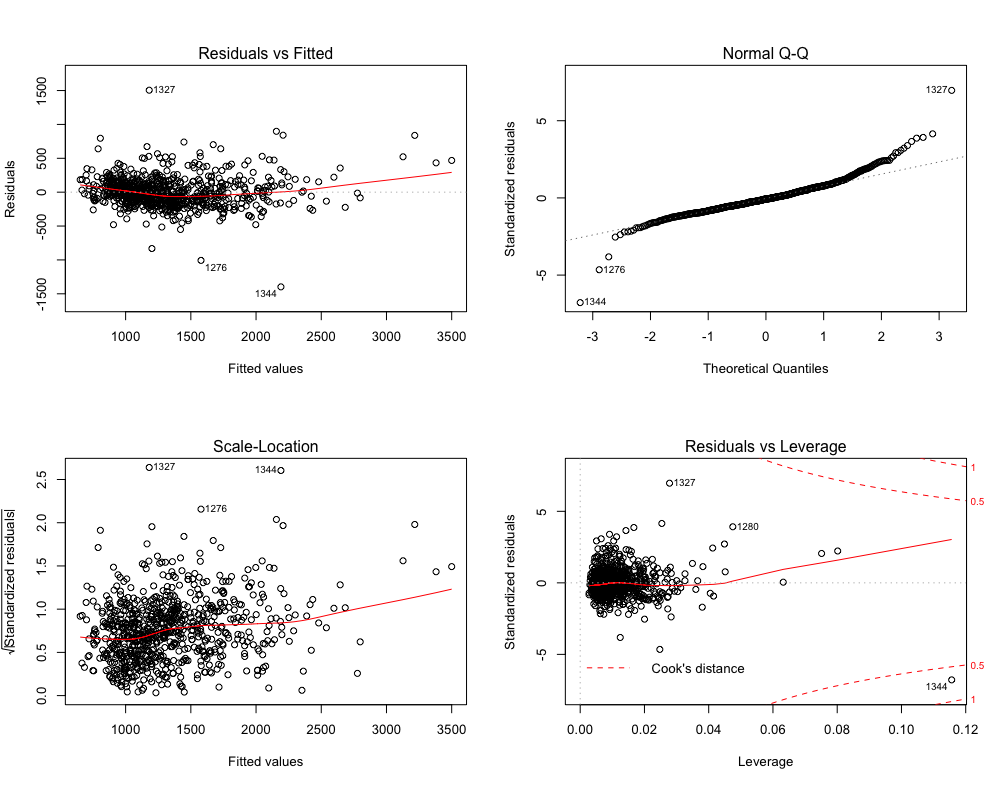 Residuals vs Fitted
Residuals
1500
500
0
-500
-1500
1327
1276
1344
1000 1500 2000 2500 3000 3500
Fitted values
Normal Q-Q
Standardized residuals
5
0
-5
1327
1276
1344
-3 -2 -1 0 1 2 3
Theoretical Quantiles
Scale-Location
√|Standardized residuals|
2.5
2.0
1.5
1.0
0.5
0.0
1327
1344
1276
1000 1500 2000 2500 3000 3500
Fitted values
Residuals vs Leverage
Standardized residuals
5
0
-5
1327
1280
1344
1
0.5
0.5
1
Cook's distance
0.00 0.02 0.04 0.06 0.08 0.10 0.12
Leverage